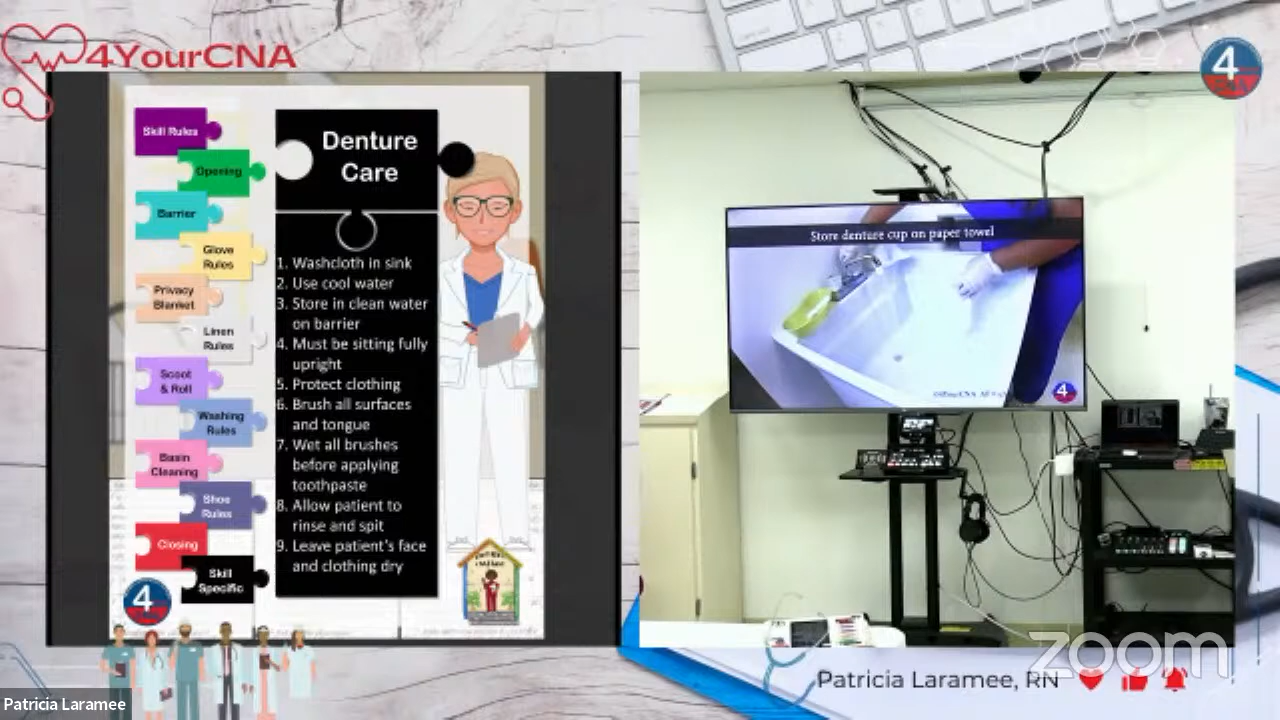 4YourCNA
4
Skill Rules
Opening
Barrier
Glove
Rules
Privacy
Blanket
Linen
Rules
Scoot
& Roll
Washing
Rules
Basin
Cleaning
Shoe
Rules
Closing
Skill
Specific
4
Denture
Care
1. Washcloth in sink
2. Use cool water
3. Store in clean water
on barrier
4. Must be sitting fully
upright
5. Protect clothing
6. Brush all surfaces
and tongue
7. Wet all brushes
before applying
toothpaste
8. Allow patient to
rinse and spit
9. Leave patient's face
and clothing dry
Store denture cup on paper towel
4
zoom
Patricia Laramee, RN
Patricia Laramee